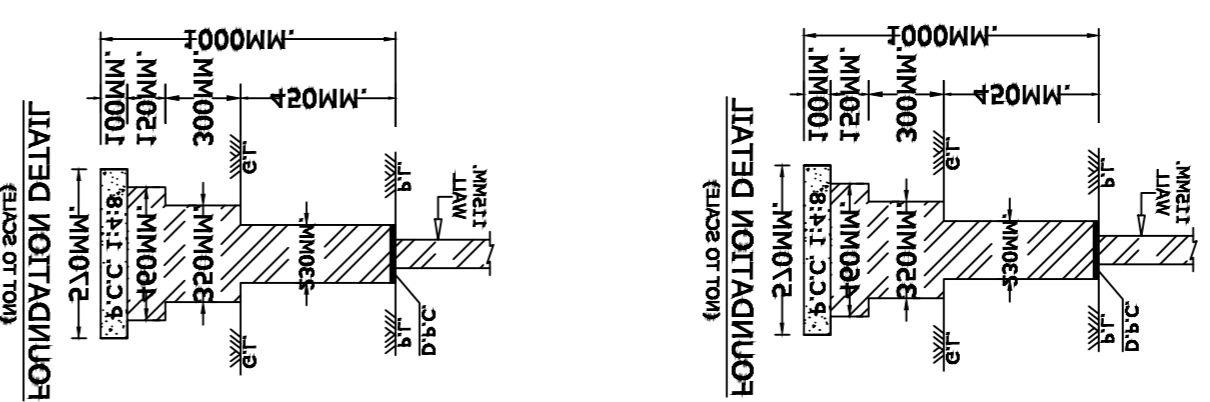 1000MM.
100MM.
150MM.
300MM.
450MM.
G.L.
P.L.
WALL
115MM.
570MM.
P.C.C. 1:4:8
460MM.
350MM.
230MM.
G.L.
P.L.
D.P.C.
FOUNDATION DETAIL
(NOT TO SCALE)
1000MM.
100MM.
150MM.
300MM.
450MM.
G.L.
P.L.
WALL
115MM.
570MM.
P.C.C. 1:4:8
460MM.
350MM.
230MM.
G.L.
P.L.
D.P.C.
FOUNDATION DETAIL
(NOT TO SCALE)